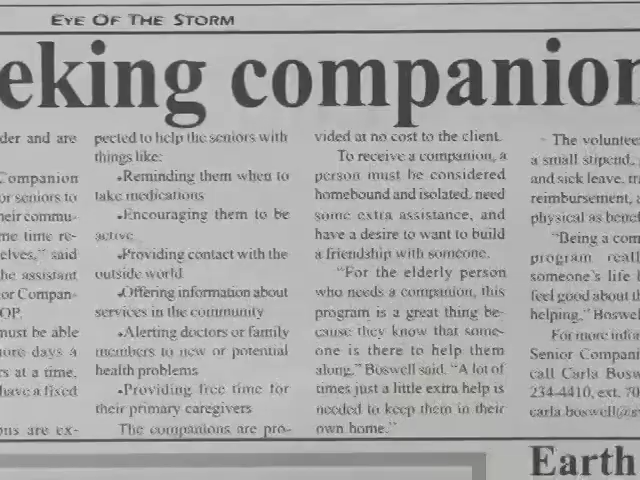 EYE OF THE STORM
eking companion
der and are
Companion
or seniors to
heir commu-
me time re-
elves," said
he assistant
or Compan-
OP.
must be able
more days a
rs at a time,
have a fixed
ons are ex-
pected to help the seniors with
things like:
•Reminding them when to
take medications
•Encouraging them to be
active
•Providing contact with the
outside world
•Offering information about
services in the community
•Alerting doctors or family
members to new or potential
health problems
•Providing free time for
their primary caregivers
The companions are pro-
vided at no cost to the client.
To receive a companion, a
person must be considered
homebound and isolated, need
some extra assistance, and
have a desire to want to build
a friendship with someone.
"For the elderly person
who needs a companion, this
program is a great thing be-
cause they know that some-
one is there to help them
along," Boswell said. "A lot of
times just a little extra help is
needed to keep them in their
own home."
The voluntee
a small stipend,
and sick leave, tr
reimbursement, a
physical as benef
"Being a com
program reall
someone's life
feel good about t
helping," Boswel
For more infor
Senior Compani
call Carla Bosw
234-4410, ext. 70
carla.boswell@s
Earth